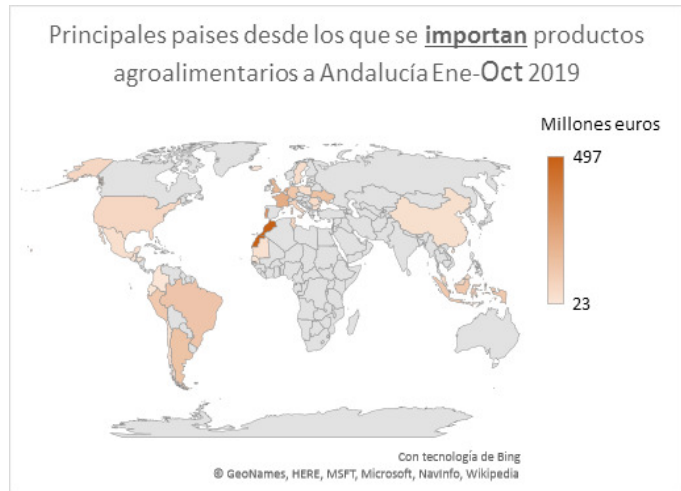 Principales paises desde los que se importan productos
agroalimentarios a Andalucía Ene-Oct 2019
Millones euros
497
23
Con tecnología de Bing
© GeoNames, HERE, MSFT, Microsoft, NavInfo, Wikipedia